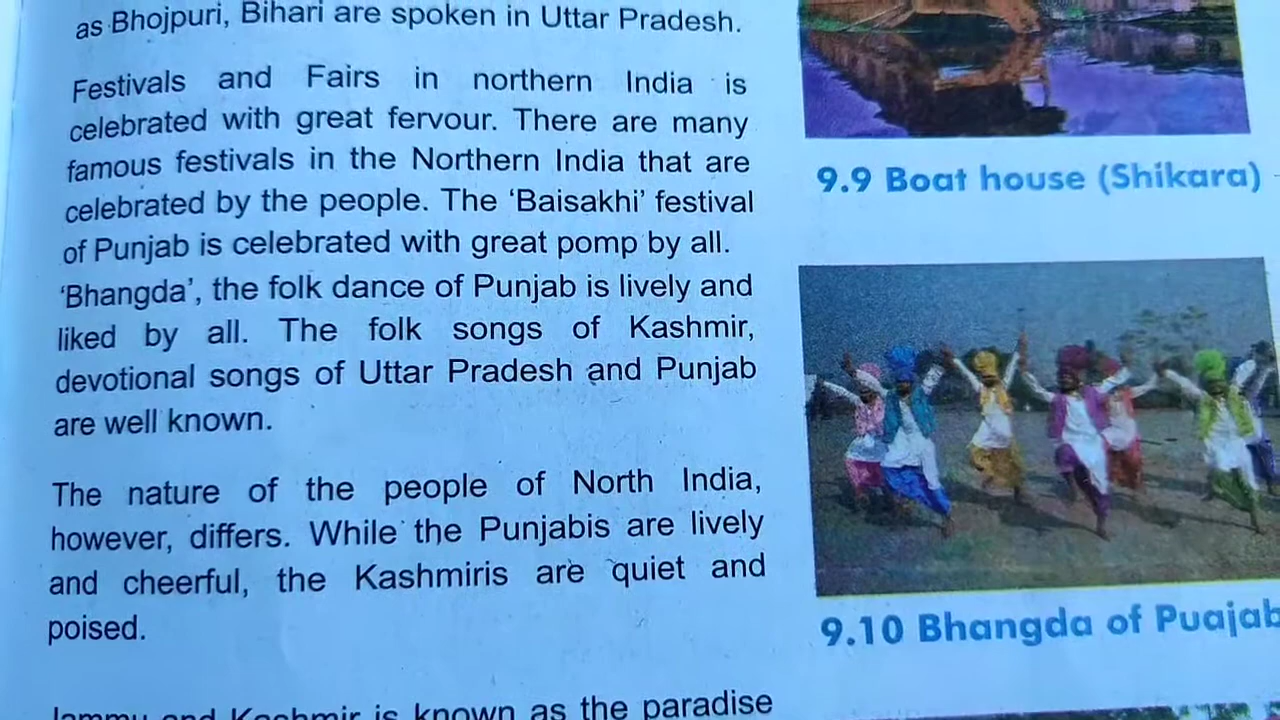 as Bhojpuri, Bihari are spoken in Uttar Pradesh.
Festivals and Fairs in northern India is
celebrated with great fervour. There are many
famous festivals in the Northern India that are
celebrated by the people. The ‘Baisakhi’ festival
of Punjab is celebrated with great pomp by all.
‘Bhangda’, the folk dance of Punjab is lively and
liked by all. The folk songs of Kashmir,
devotional songs of Uttar Pradesh and Punjab
are well known.
The nature of the people of North India,
however, differs. While the Punjabis are lively
and cheerful, the Kashmiris are quiet and
poised.
Jammu and Kashmir is known as the paradise
9.9 Boat house (Shikara)
9.10 Bhangda of Puajab